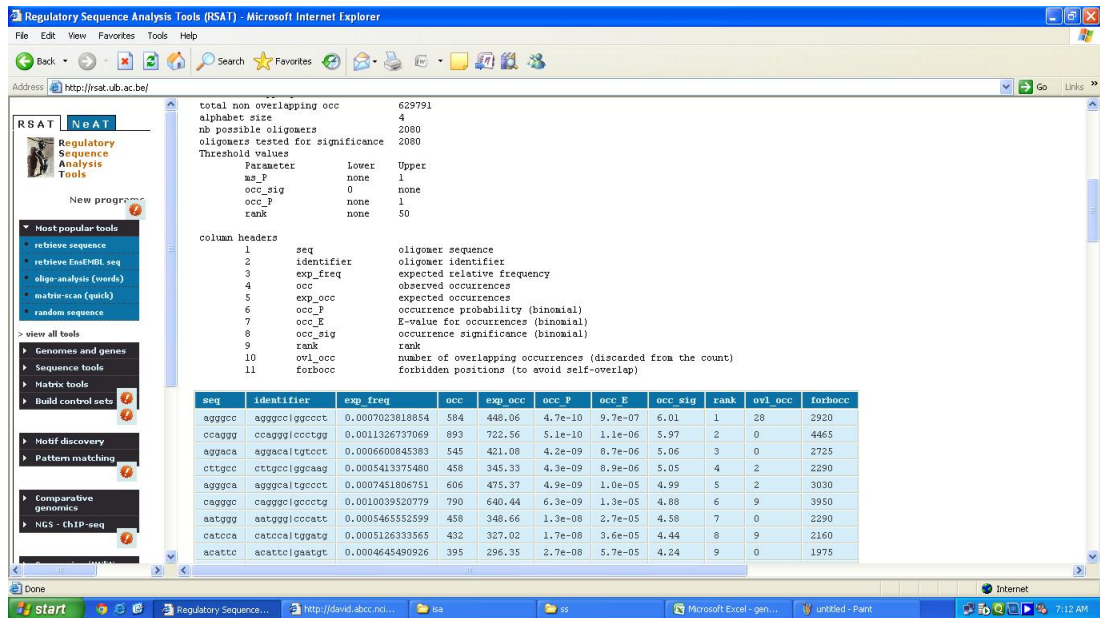 Regulatory Sequence Analysis Tools (RSAT) - Microsoft Internet Explorer
File Edit View Favorites Tools Help
Back Search Favorites
Address http://rsat.ulb.ac.be/ Go Links »
RSAT NeAT
Regulatory
Sequence
Analysis
Tools
New programs
Most popular tools
retrieve sequence
retrieve EnsEMBL seq
oligo-analysis (words)
matrix-scan (quick)
random sequence
> view all tools
Genomes and genes
Sequence tools
Matrix tools
Build control sets
Motif discovery
Pattern matching
Comparative
genomics
NGS - ChIP-seq
total non overlapping occ 629791
alphabet size 4
nb possible oligomers 2080
oligomers tested for significance 2080
Threshold values
Parameter Lower Upper
ms_P none 1
occ_sig 0 none
occ_P none 1
rank none 50
column headers
1 seq oligomer sequence
2 identifier oligomer identifier
3 exp_freq expected relative frequency
4 occ observed occurrences
5 exp_occ expected occurrences
6 occ_P occurrence probability (binomial)
7 occ_E E-value for occurrences (binomial)
8 occ_sig occurrence significance (binomial)
9 rank rank
10 ovl_occ number of overlapping occurrences (discarded from the count)
11 forbocc forbidden positions (to avoid self-overlap)
seq identifier exp_freq occ exp_occ occ_P occ_E occ_sig rank ovl_occ forbocc
agggcc agggcc|ggccct 0.0007023818854 584 448.06 4.7e-10 9.7e-07 6.01 1 28 2920
ccaggg ccaggg|ccctgg 0.0011326737069 893 722.56 5.1e-10 1.1e-06 5.97 2 0 4465
aggaca aggaca|tgtcct 0.0006600845383 545 421.08 4.2e-09 8.7e-06 5.06 3 0 2725
cttgcc cttgcc|ggcaag 0.0005413375480 458 345.33 4.3e-09 8.9e-06 5.05 4 2 2290
agggca agggca|tgccct 0.0007451806751 606 475.37 4.9e-09 1.0e-05 4.99 5 2 3030
cagggc cagggc|gccctg 0.0010039520779 790 640.44 6.3e-09 1.3e-05 4.88 6 9 3950
aatggg aatggg|cccatt 0.0005465552599 458 348.66 1.3e-08 2.7e-05 4.58 7 0 2290
catcca catcca|tggatg 0.0005126333565 432 327.02 1.7e-08 3.6e-05 4.44 8 9 2160
acattc acattc|gaatgt 0.0004645490926 395 296.35 2.7e-08 5.7e-05 4.24 9 0 1975
Done Internet
start Regulatory Sequence... http://david.abcc.nci... isa ss Microsoft Excel - gen... untitled - Paint 7:12 AM